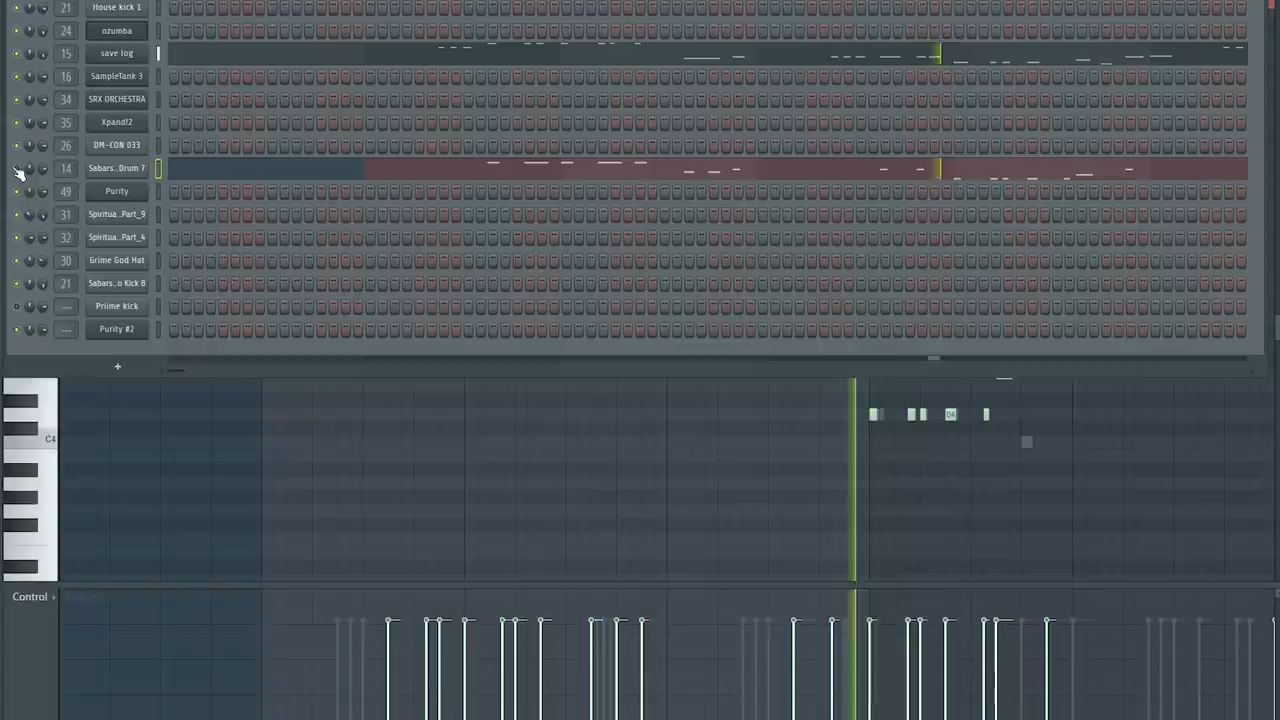 21 House kick 1
24 ozumba
15 save log
16 SampleTank 3
34 SRX ORCHESTRA
35 Xpand!2
26 DM-CON 033
14 Sabars..Drum 7
49 Purity
31 Spiritua..Part_9
32 Spiritua..Part_4
30 Grime God Hat
21 Sabars..o Kick B
--- Priime kick
--- Purity #2
+
D4
C4
Control